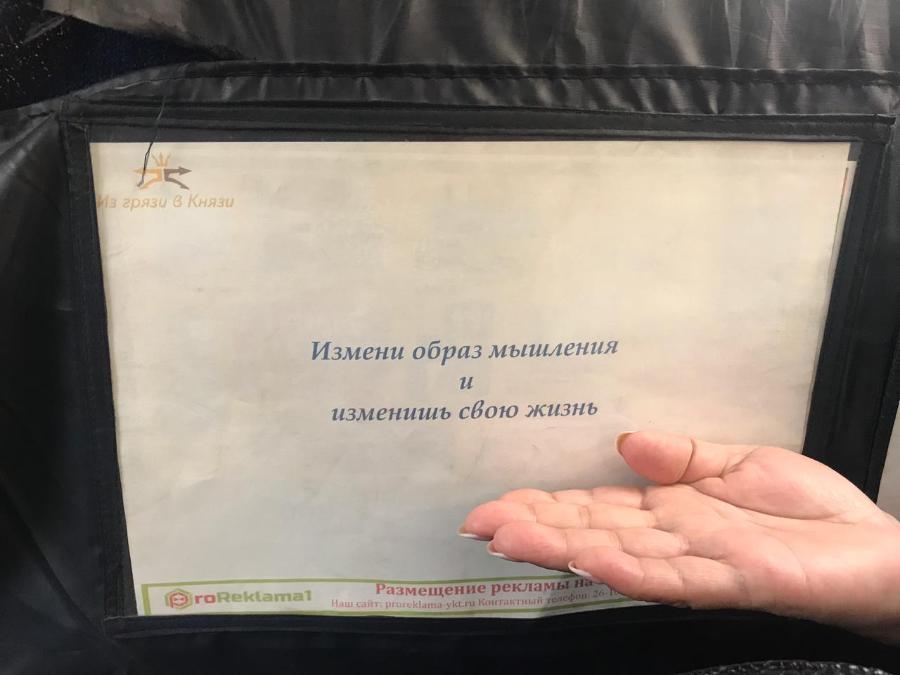 Из грязи в Князи
Измени образ мышления
и
изменишь свою жизнь
roReklama1
Размещение рекламы на
Наш сайт: proreklama-ykt.ru Контактный телефон: 26-1